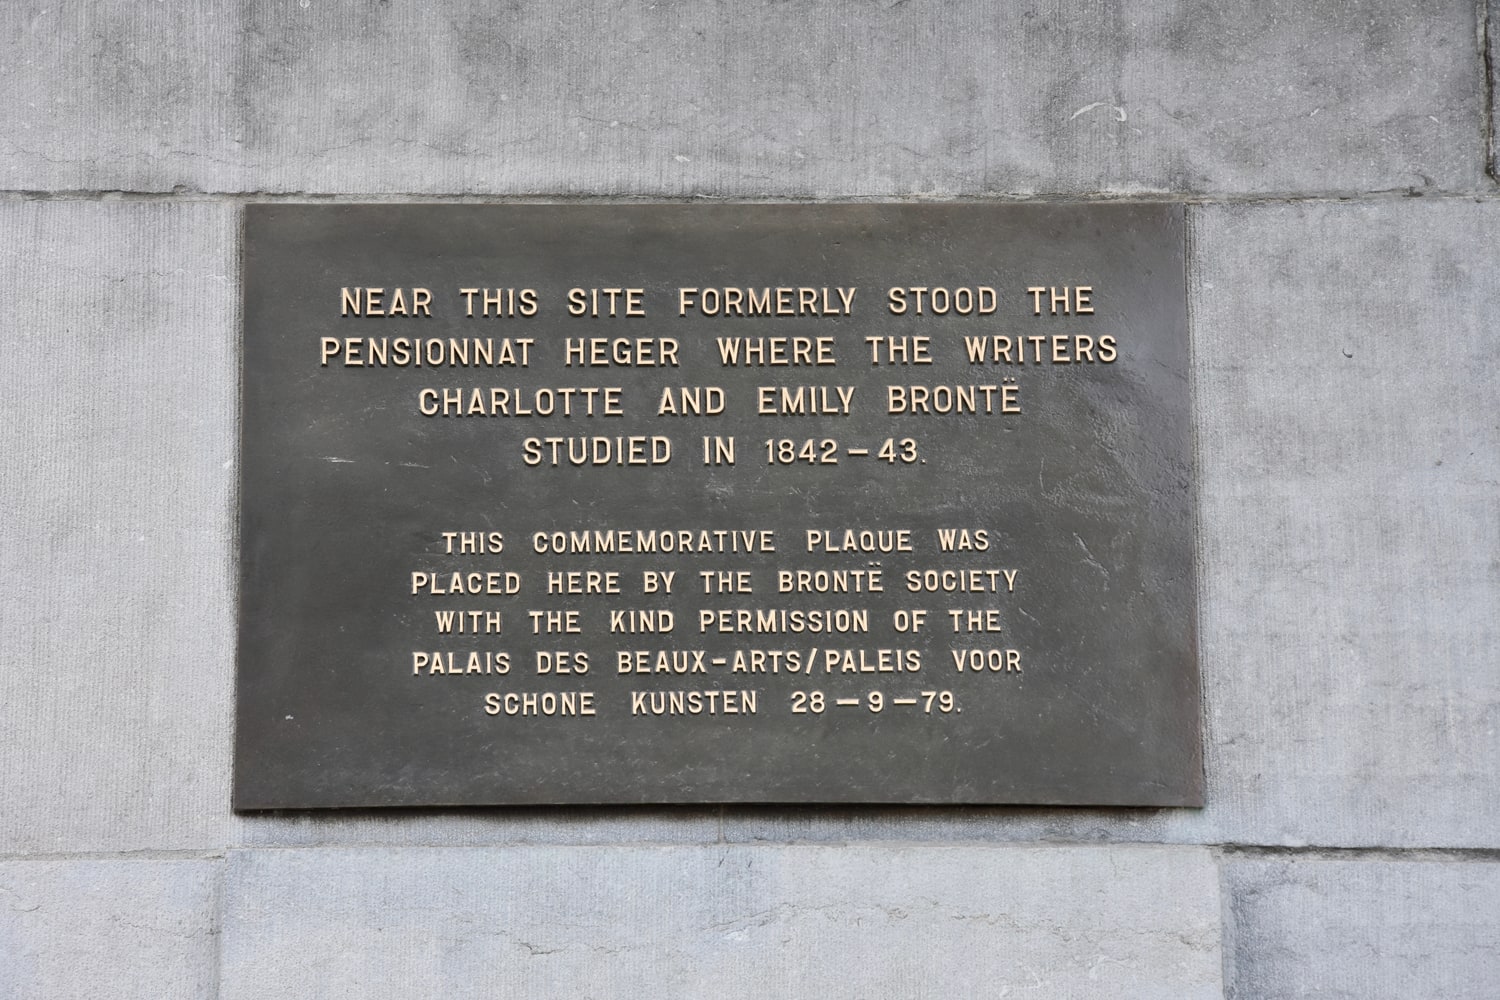 NEAR THIS SITE FORMERLY STOOD THE
PENSIONNAT HEGER WHERE THE WRITERS
CHARLOTTE AND EMILY BRONTË
STUDIED IN 1842 – 43.
THIS COMMEMORATIVE PLAQUE WAS
PLACED HERE BY THE BRONTË SOCIETY
WITH THE KIND PERMISSION OF THE
PALAIS DES BEAUX-ARTS/PALEIS VOOR
SCHONE KUNSTEN 28 – 9 – 79.